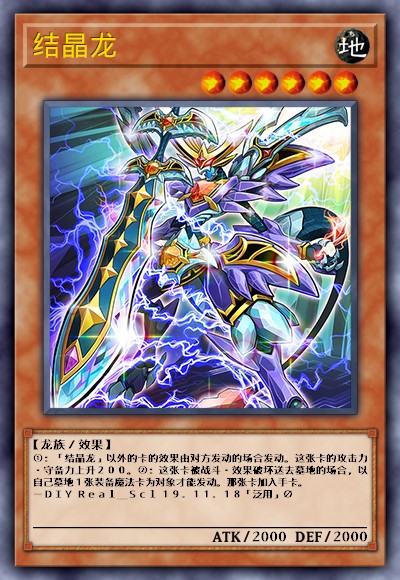 结晶龙
地
【龙族/效果】
①：「结晶龙」以外的卡的效果由对方发动的场合发动。这张卡的攻击力
·守备力上升２００。②：这张卡被战斗·效果破坏送去墓地的场合，以
自己墓地１张装备魔法卡为对象才能发动。那张卡加入手卡。
－ＤＩＹＲｅａｌ＿Ｓｃｌ１９．１１．１８「泛用」∅
ATK/2000 DEF/2000